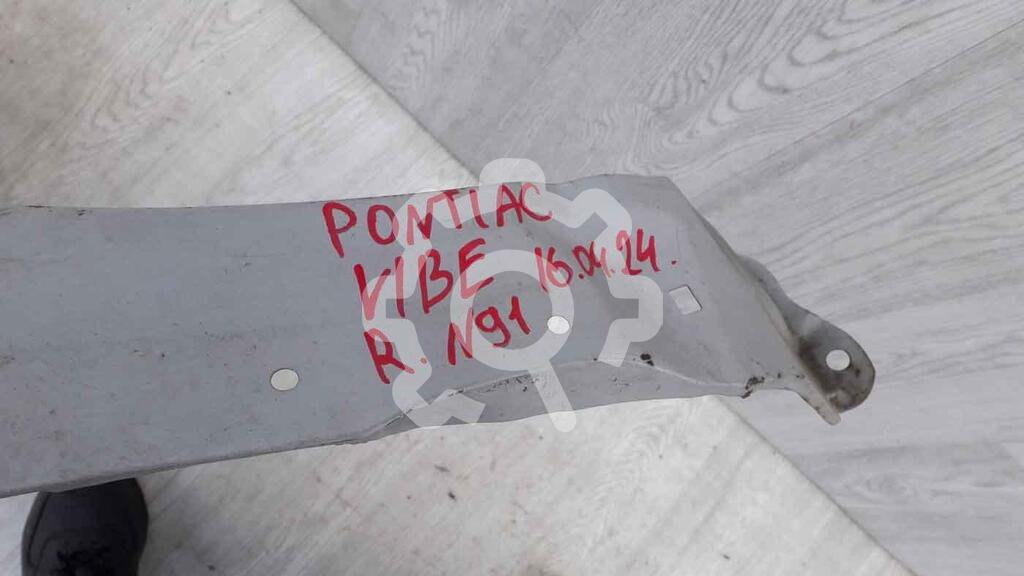 PONTIAC
VIBE 16.04.24.
R. N91